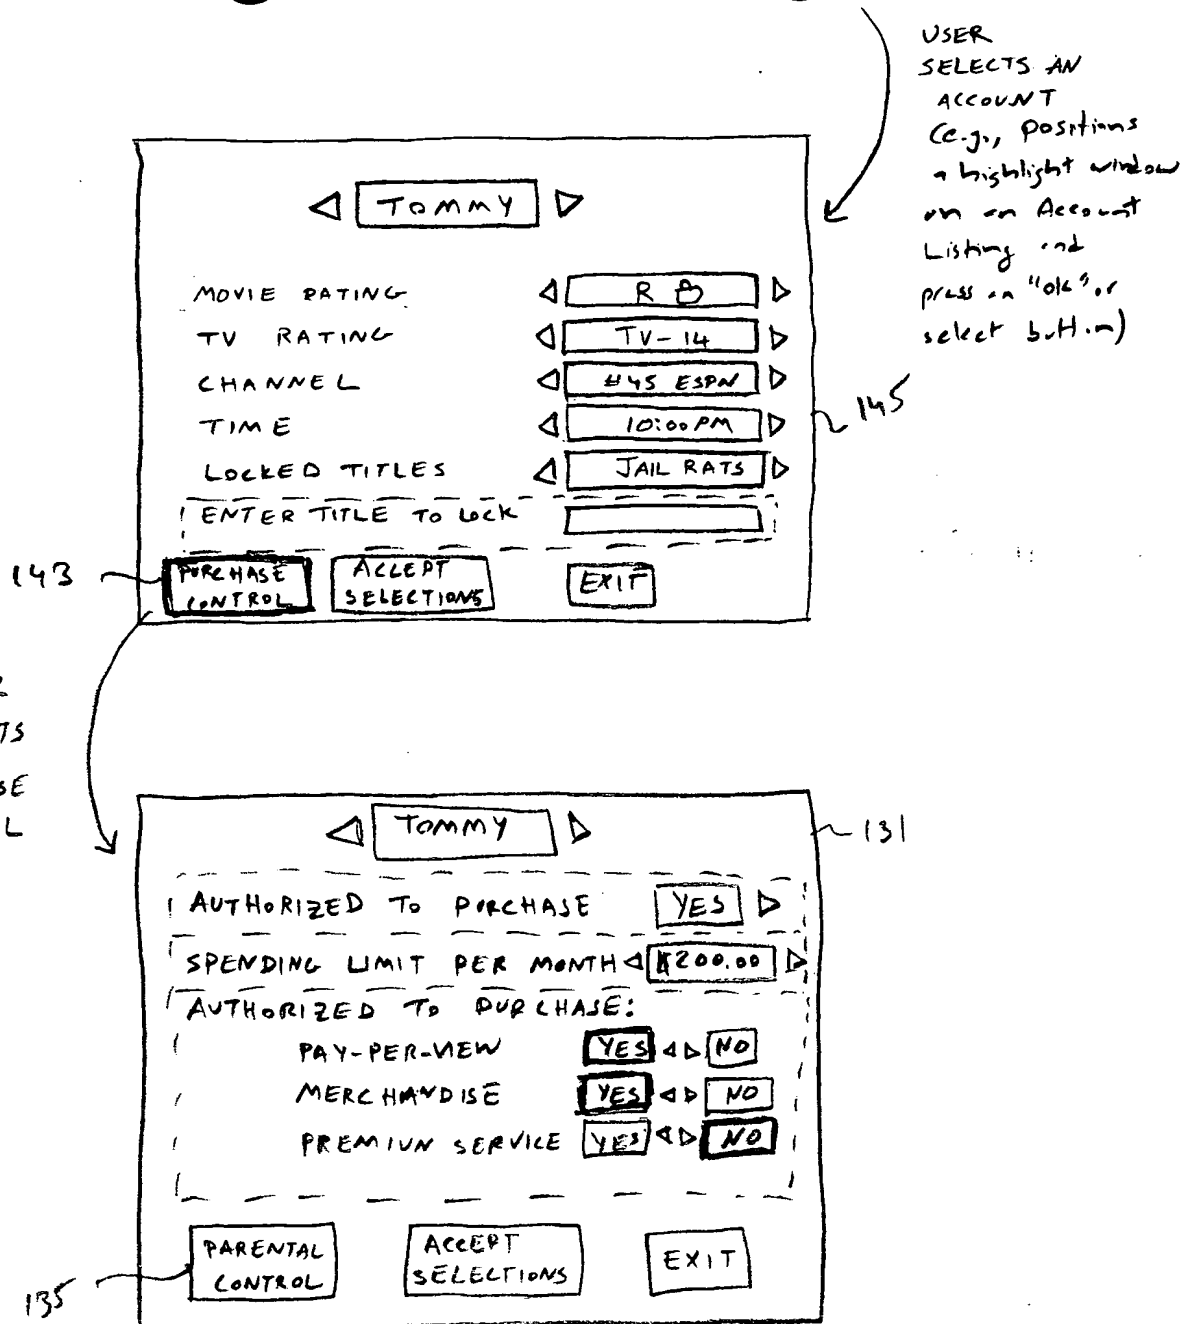 USER
SELECTS AN
ACCOUNT
(e.g., positions
a highlight window
on an Account
Listing and
press an "ok" or
select button)
TOMMY
MOVIE RATING R
TV RATING TV-14
CHANNEL #45 ESPN
TIME 10:00 PM
LOCKED TITLES JAIL RATS
ENTER TITLE TO LOCK
145
143
PURCHASE
CONTROL
ACCEPT
SELECTIONS
EXIT
TS
SE
L
TOMMY
131
AUTHORIZED TO PURCHASE YES
SPENDING LIMIT PER MONTH $200.00
AUTHORIZED TO PURCHASE:
PAY-PER-VIEW YES NO
MERCHANDISE YES NO
PREMIUN SERVICE YES NO
PARENTAL
CONTROL
ACCEPT
SELECTIONS
EXIT
135